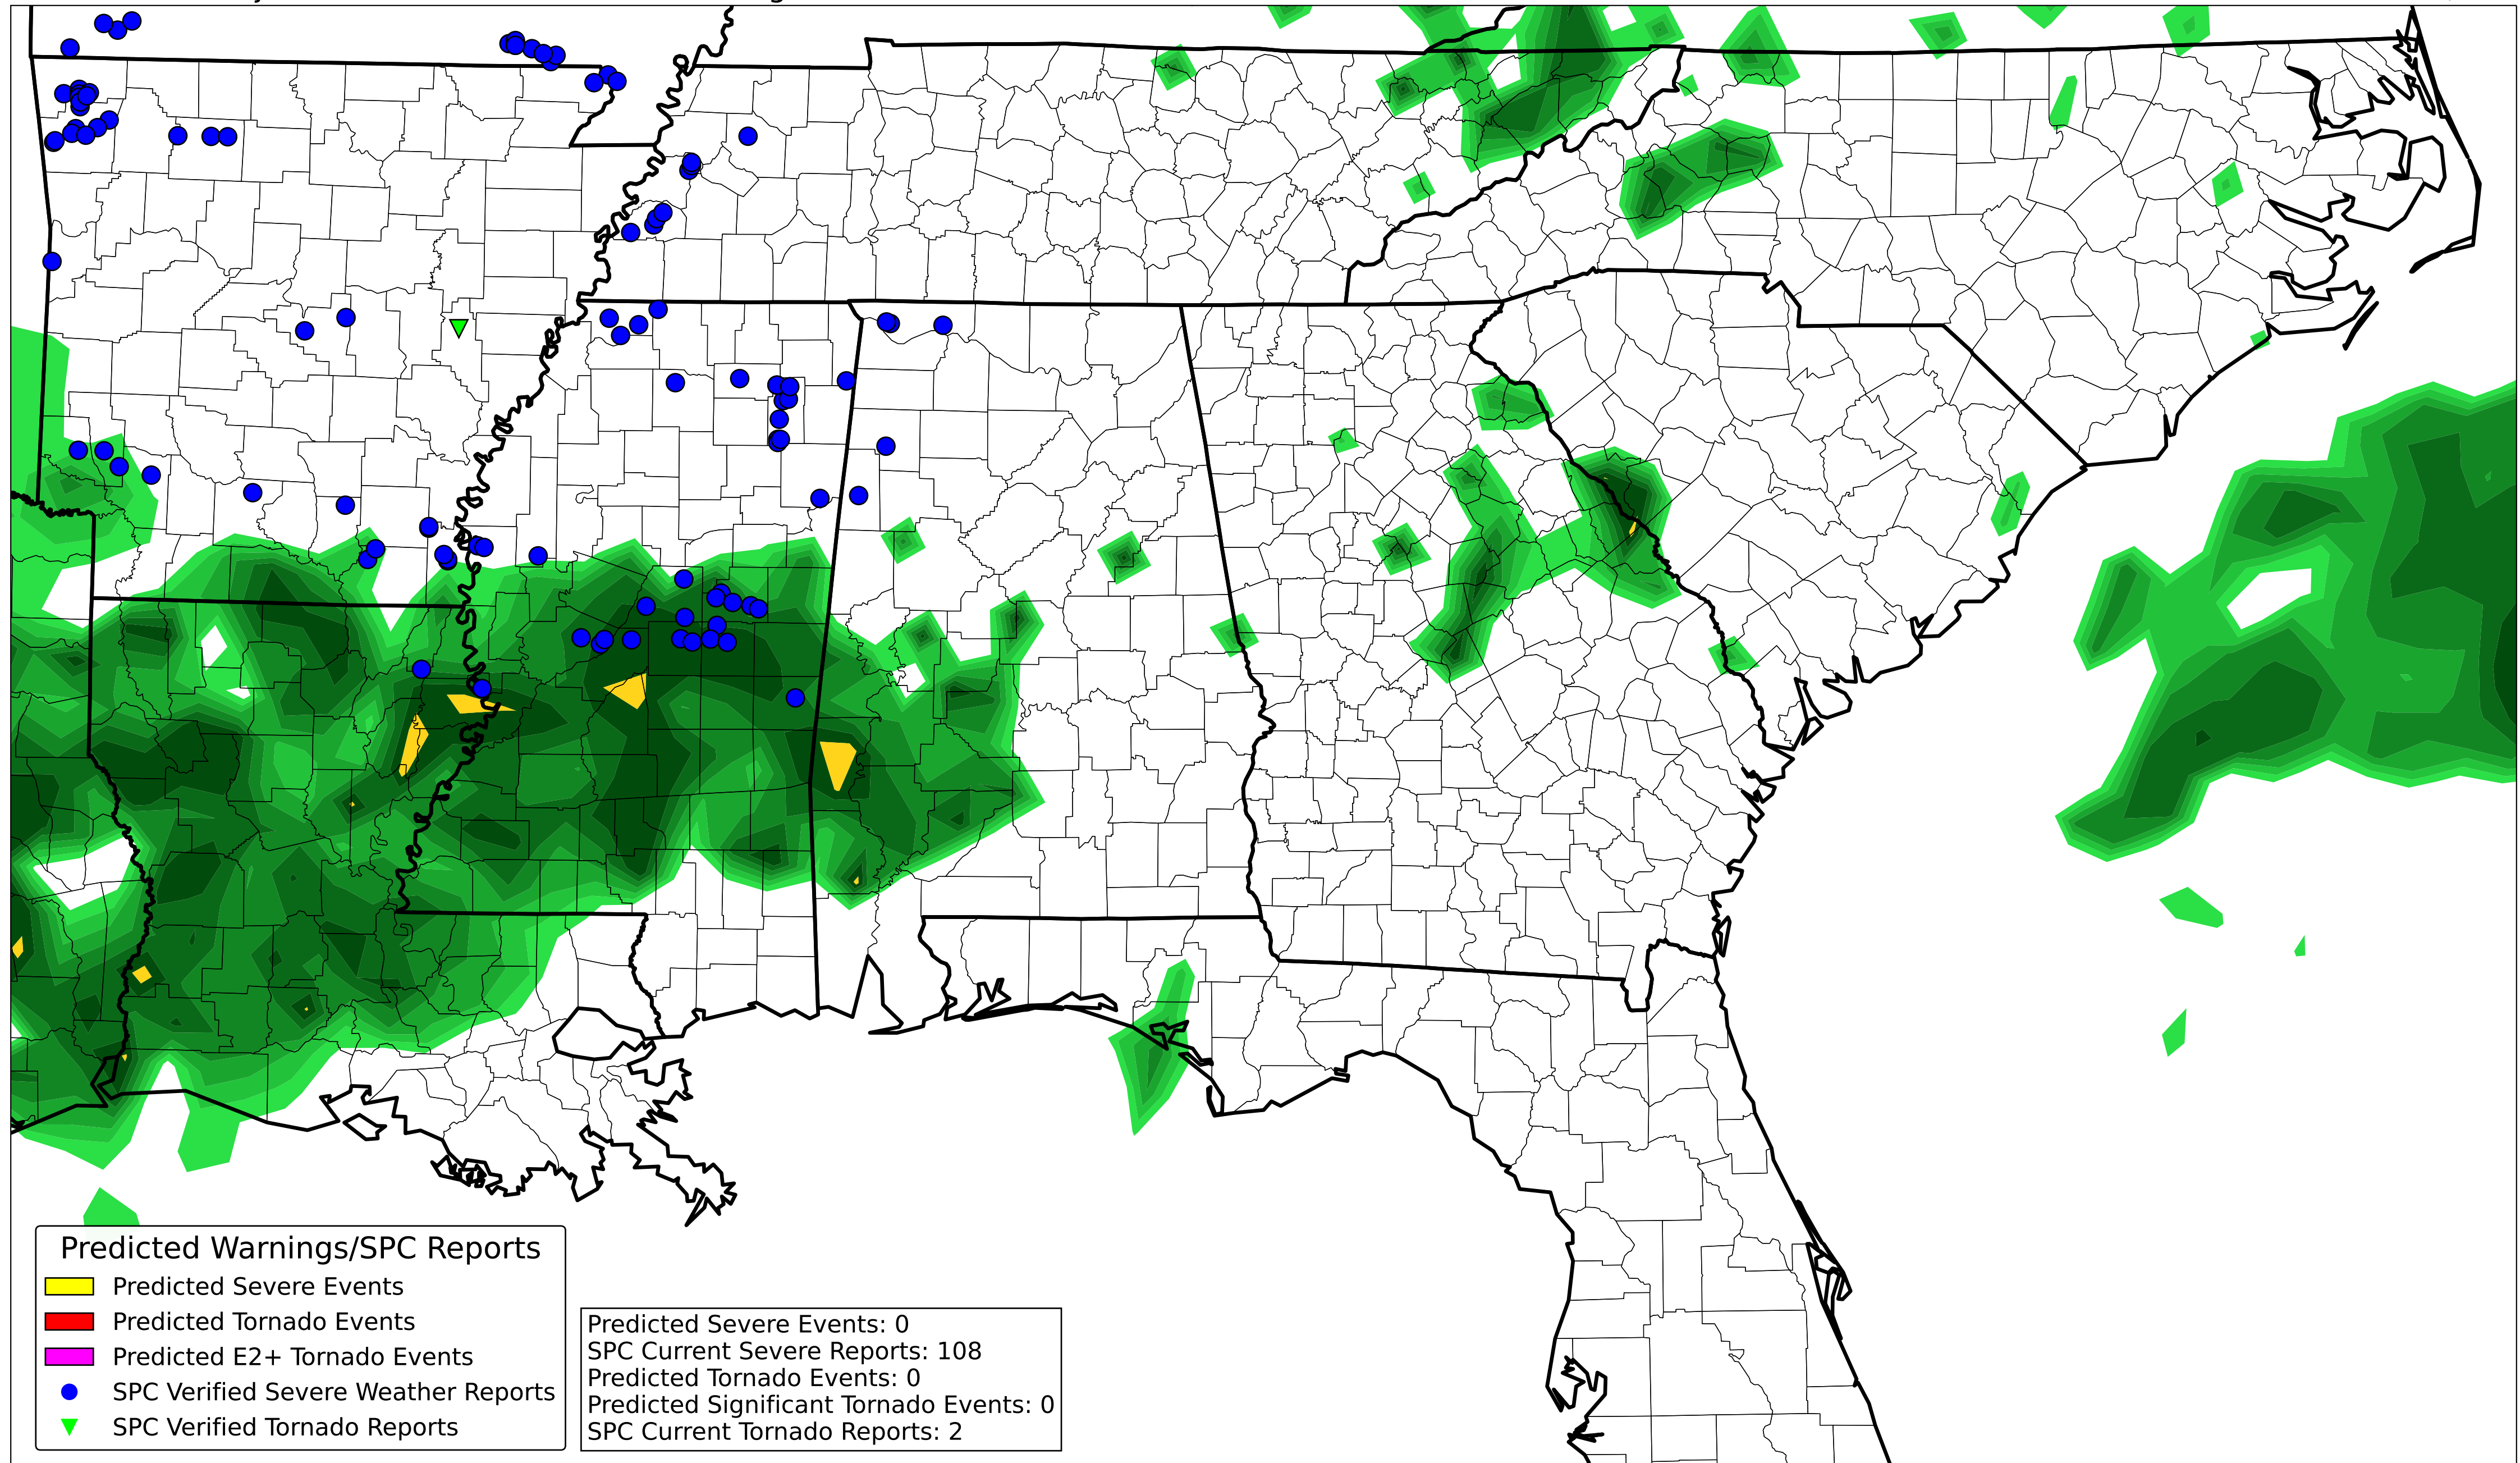 Predicted Warnings/SPC Reports
Predicted Severe Events
Predicted Tornado Events
Predicted E2+ Tornado Events
SPC Verified Severe Weather Reports
SPC Verified Tornado Reports
Predicted Severe Events: 0
SPC Current Severe Reports: 108
Predicted Tornado Events: 0
Predicted Significant Tornado Events: 0
SPC Current Tornado Reports: 2